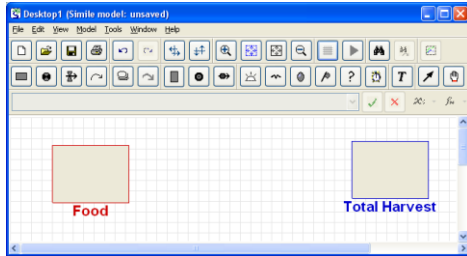 Desktop1 (Simile model: unsaved)
File Edit View Model Tools Window Help
? T
Food
Total Harvest